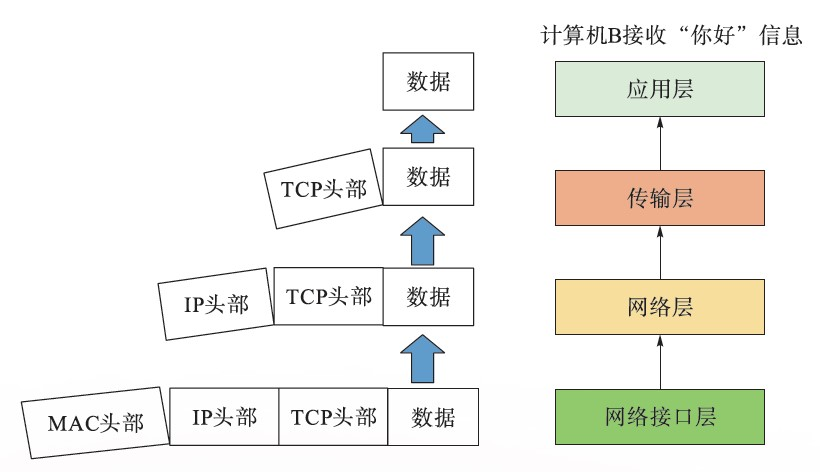 计算机B接收“你好”信息
数据
应用层
TCP头部
数据
传输层
IP头部
TCP头部
数据
网络层
MAC头部
IP头部
TCP头部
数据
网络接口层